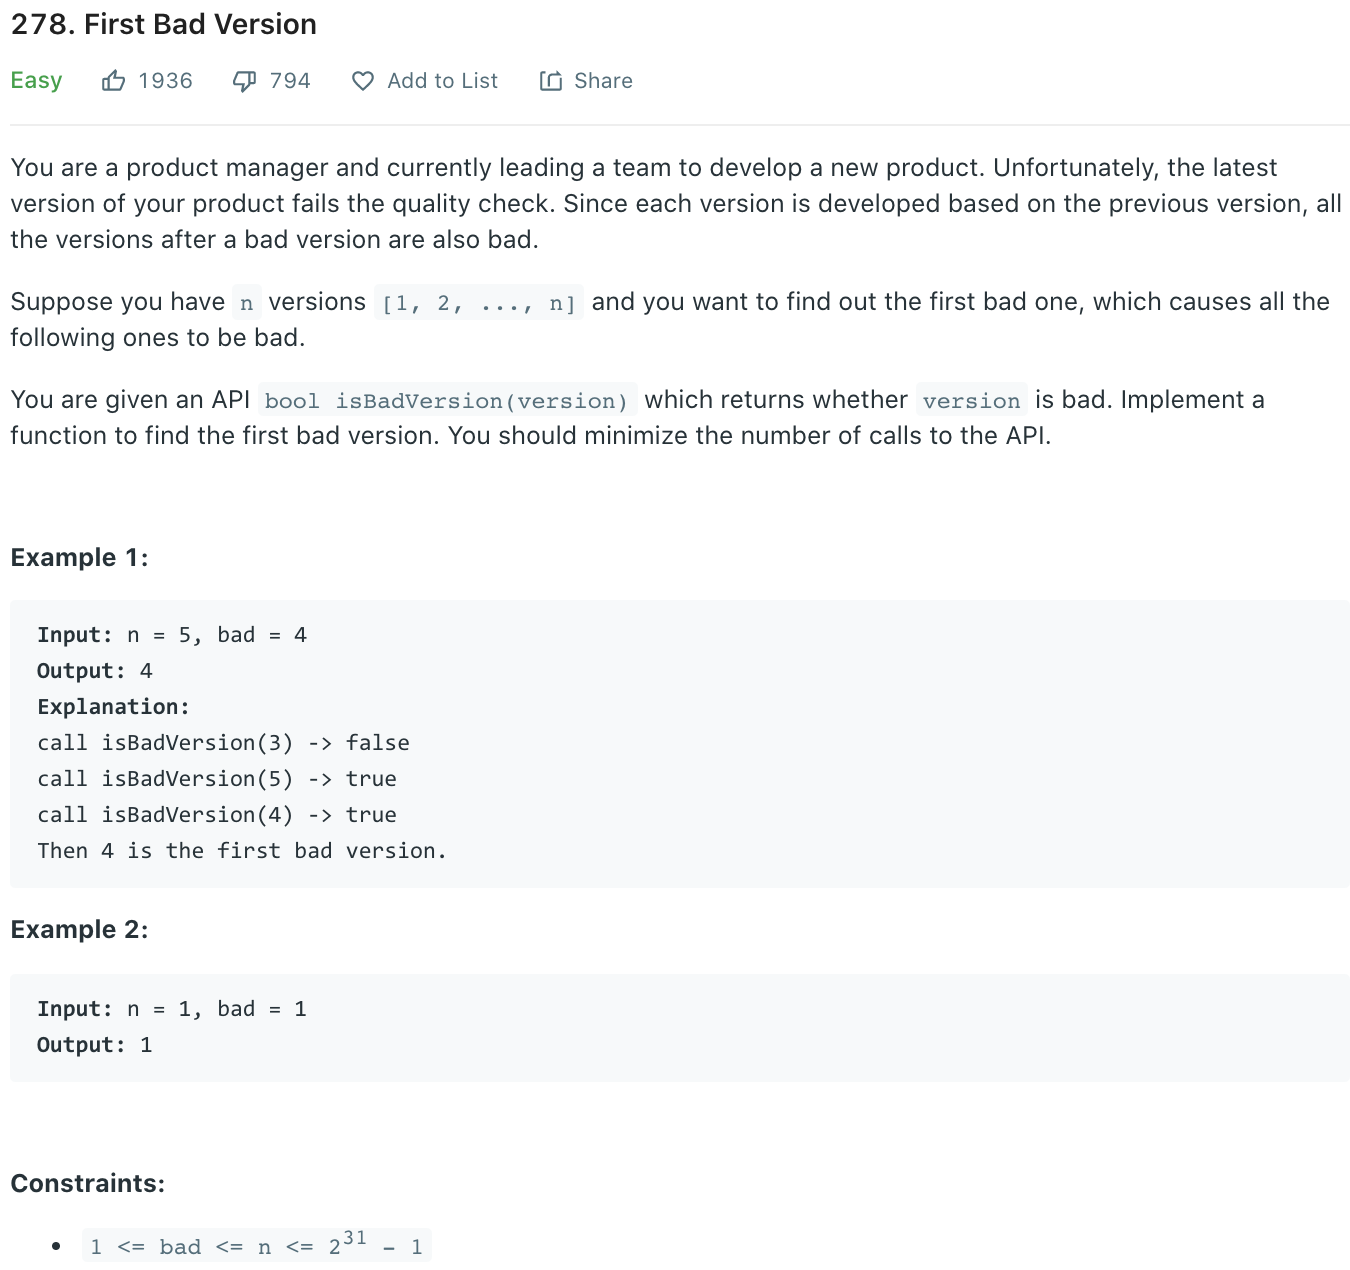 278. First Bad Version
Easy 1936 794 Add to List Share
You are a product manager and currently leading a team to develop a new product. Unfortunately, the latest
version of your product fails the quality check. Since each version is developed based on the previous version, all
the versions after a bad version are also bad.
Suppose you have n versions [1, 2, ..., n] and you want to find out the first bad one, which causes all the
following ones to be bad.
You are given an API bool isBadVersion(version) which returns whether version is bad. Implement a
function to find the first bad version. You should minimize the number of calls to the API.
Example 1:
Input: n = 5, bad = 4
Output: 4
Explanation:
call isBadVersion(3) -> false
call isBadVersion(5) -> true
call isBadVersion(4) -> true
Then 4 is the first bad version.
Example 2:
Input: n = 1, bad = 1
Output: 1
Constraints:
• 1 <= bad <= n <= 2³¹ - 1